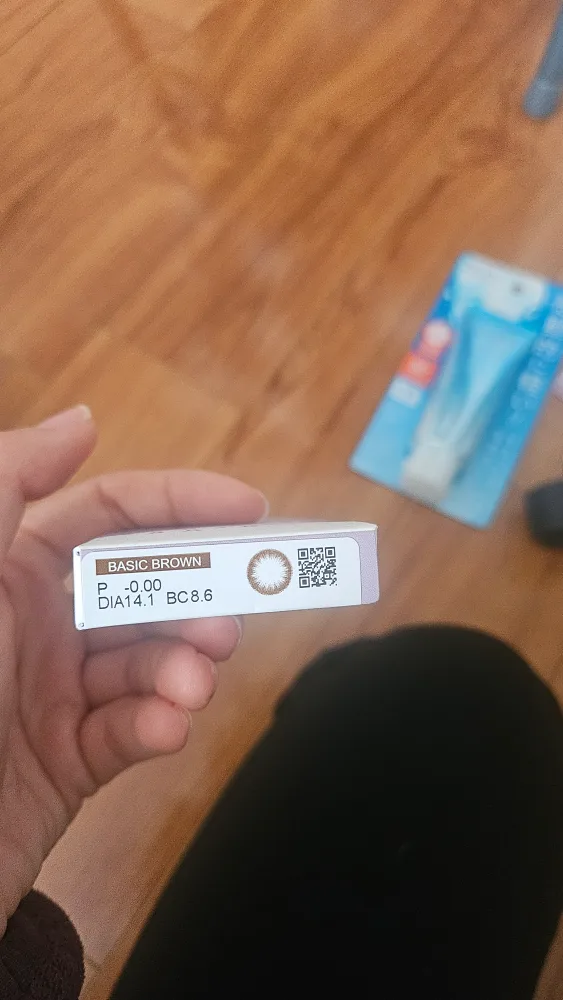 BASIC BROWN
P -0.00
DIA14.1 BC8.6